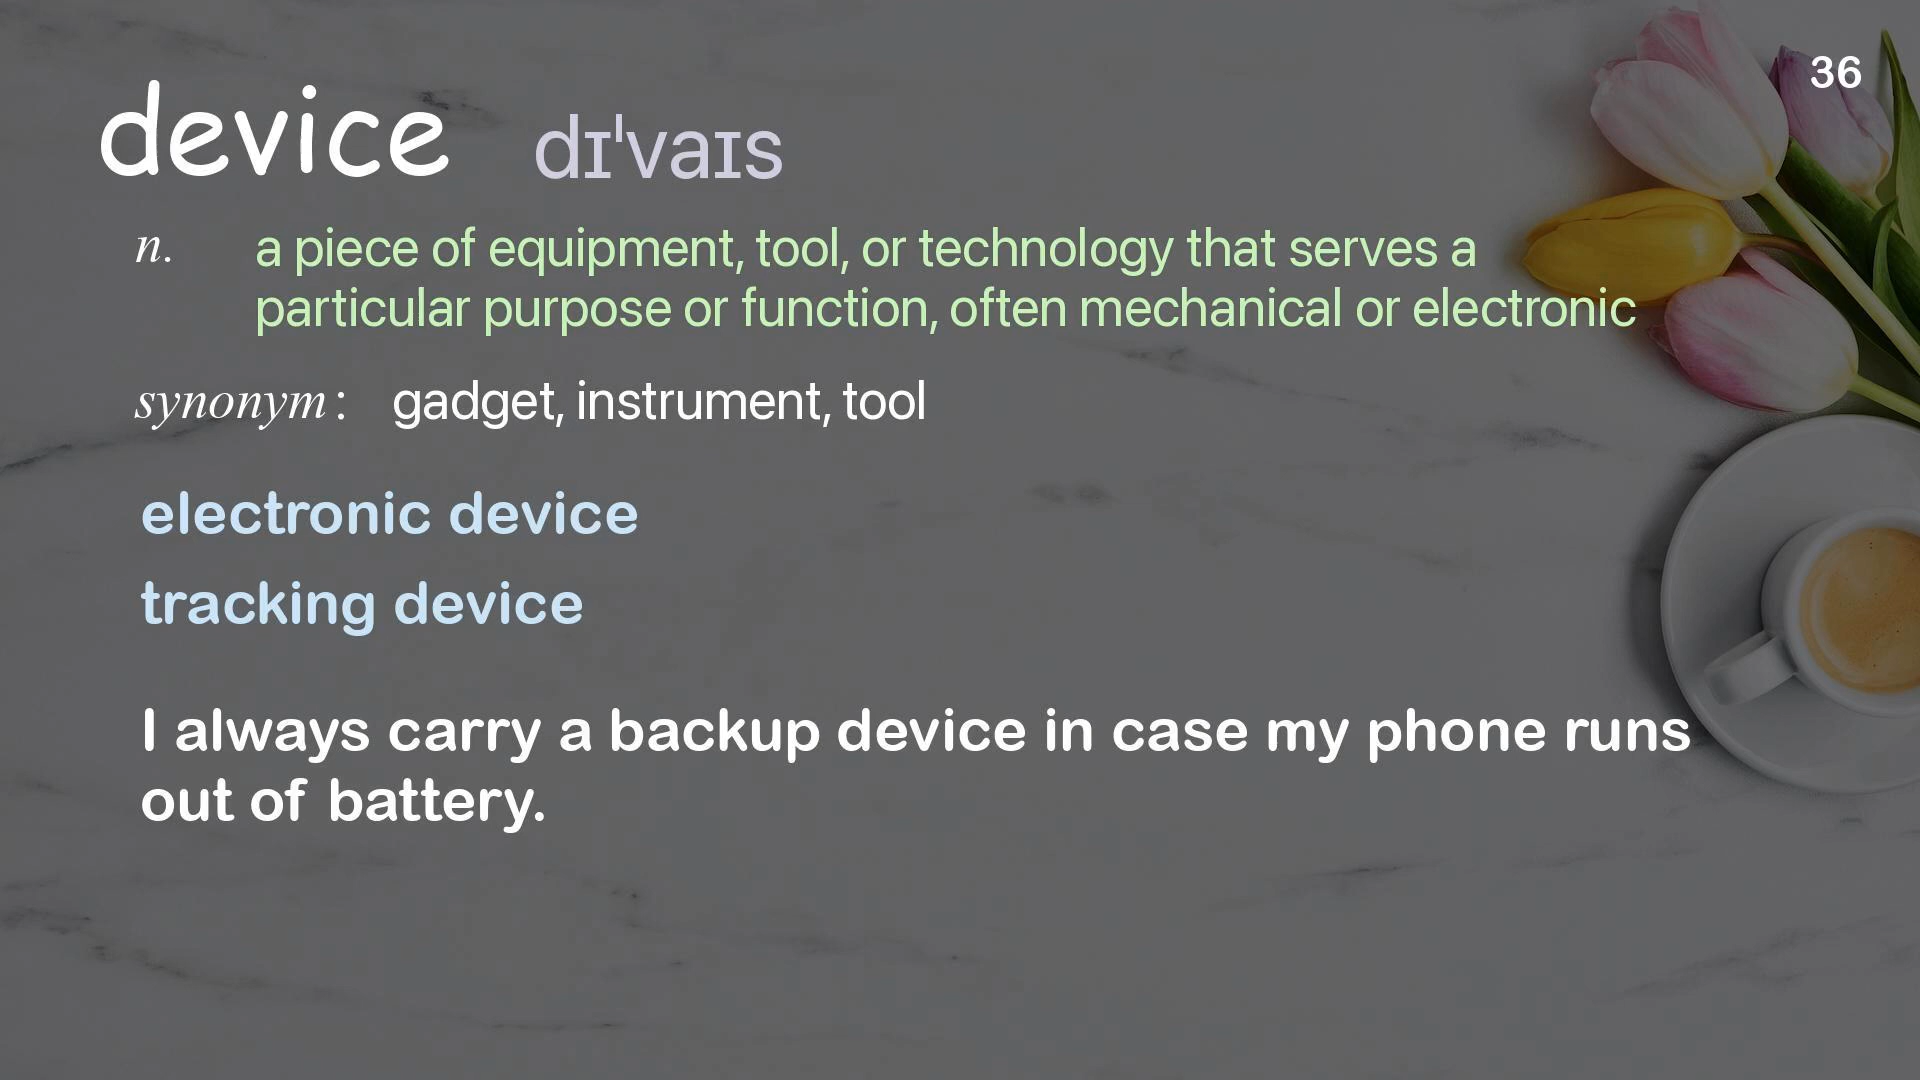 36
device dɪˈvaɪs
n. a piece of equipment, tool, or technology that serves a
particular purpose or function, often mechanical or electronic
synonym: gadget, instrument, tool
electronic device
tracking device
I always carry a backup device in case my phone runs
out of battery.